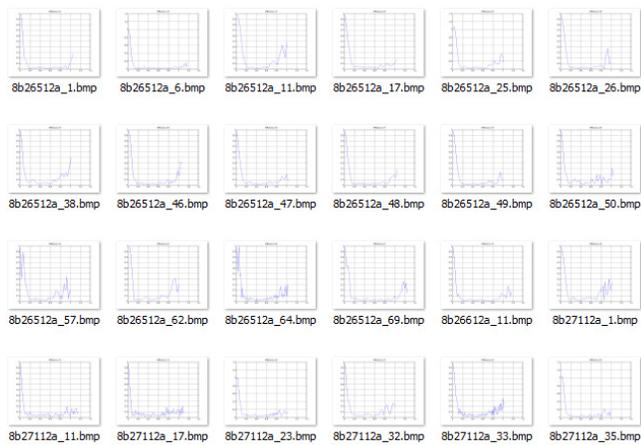 8b26512a_1.bmp 8b26512a_6.bmp 8b26512a_11.bmp 8b26512a_17.bmp 8b26512a_25.bmp 8b26512a_26.bmp
8b26512a_38.bmp 8b26512a_46.bmp 8b26512a_47.bmp 8b26512a_48.bmp 8b26512a_49.bmp 8b26512a_50.bmp
8b26512a_57.bmp 8b26512a_62.bmp 8b26512a_64.bmp 8b26512a_69.bmp 8b26612a_11.bmp 8b27112a_1.bmp
8b27112a_11.bmp 8b27112a_17.bmp 8b27112a_23.bmp 8b27112a_32.bmp 8b27112a_33.bmp 8b27112a_35.bmp